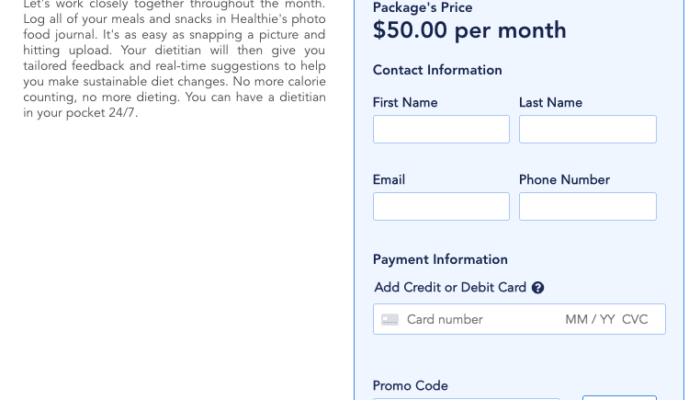 Let's work closely together throughout the month.
Log all of your meals and snacks in Healthie's photo
food journal. It's as easy as snapping a picture and
hitting upload. Your dietitian will then give you
tailored feedback and real-time suggestions to help
you make sustainable diet changes. No more calorie
counting, no more dieting. You can have a dietitian
in your pocket 24/7.
Package's Price
$50.00 per month
Contact Information
First Name Last Name
Email Phone Number
Payment Information
Add Credit or Debit Card ?
Card number MM / YY CVC
Promo Code